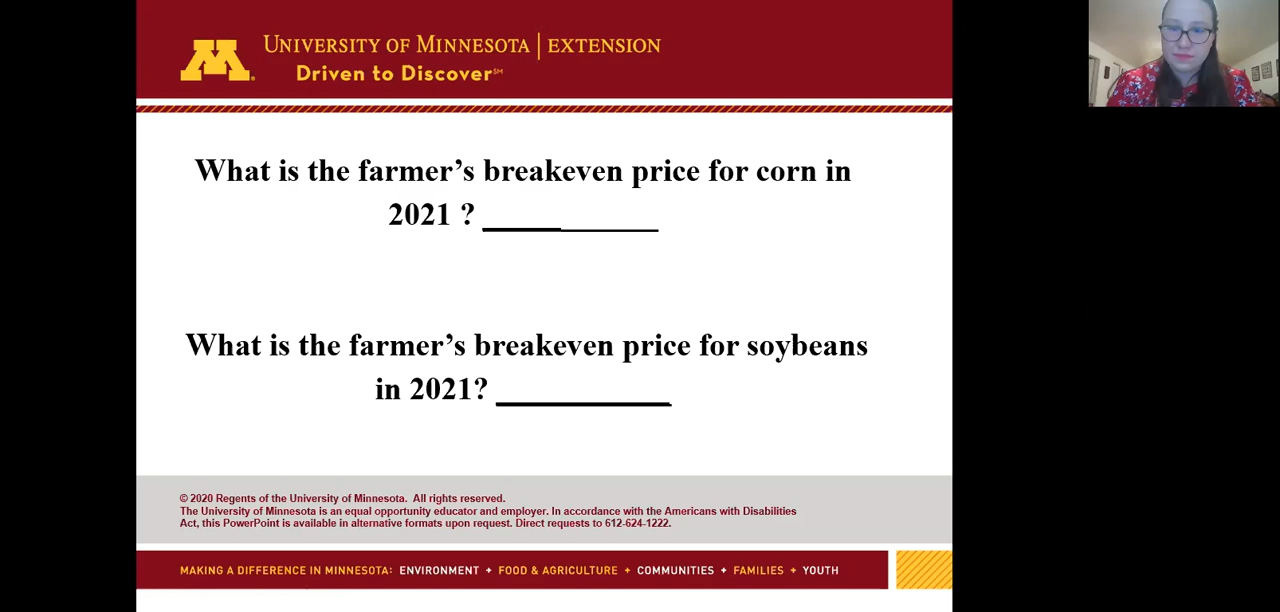 UNIVERSITY OF MINNESOTA | EXTENSION
Driven to Discover℠
What is the farmer’s breakeven price for corn in
2021 ? ___________
What is the farmer’s breakeven price for soybeans
in 2021? ___________
© 2020 Regents of the University of Minnesota. All rights reserved.
The University of Minnesota is an equal opportunity educator and employer. In accordance with the Americans with Disabilities
Act, this PowerPoint is available in alternative formats upon request. Direct requests to 612-624-1222.
MAKING A DIFFERENCE IN MINNESOTA: ENVIRONMENT + FOOD & AGRICULTURE + COMMUNITIES + FAMILIES + YOUTH